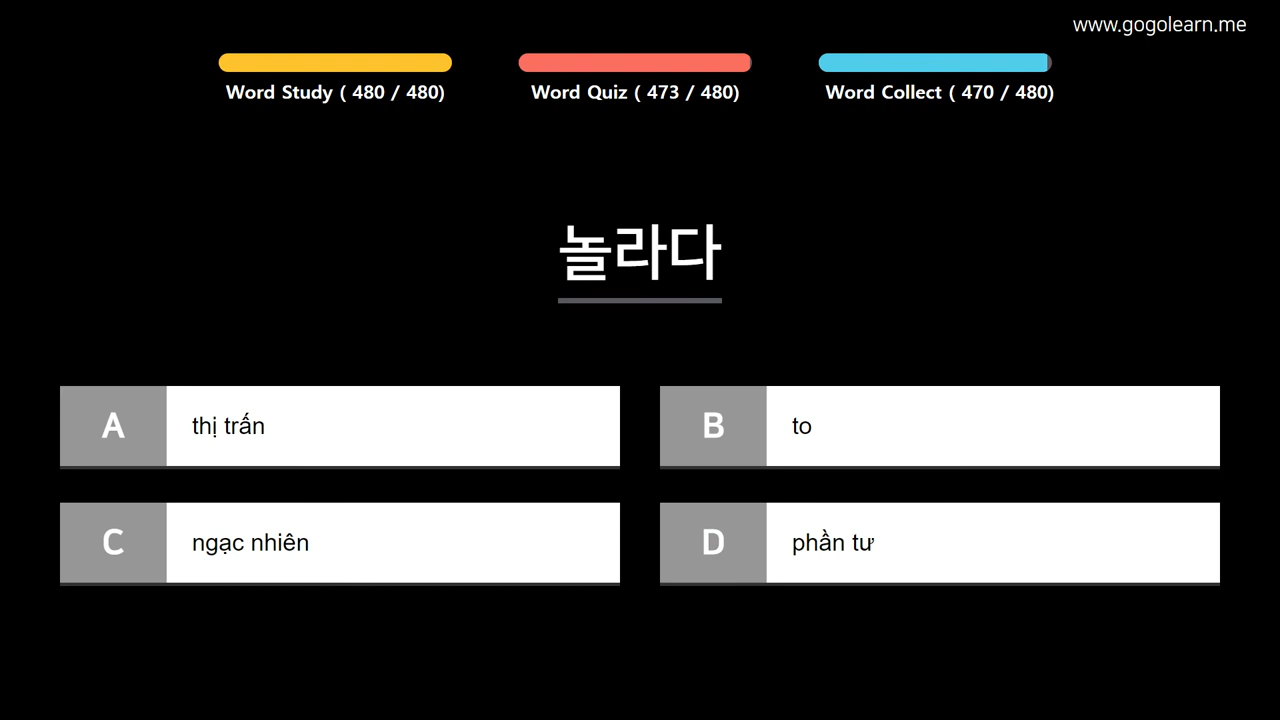 www.gogolearn.me
Word Study ( 480 / 480)
Word Quiz ( 473 / 480)
Word Collect ( 470 / 480)
놀라다
A thị trấn
B to
C ngạc nhiên
D phần tư